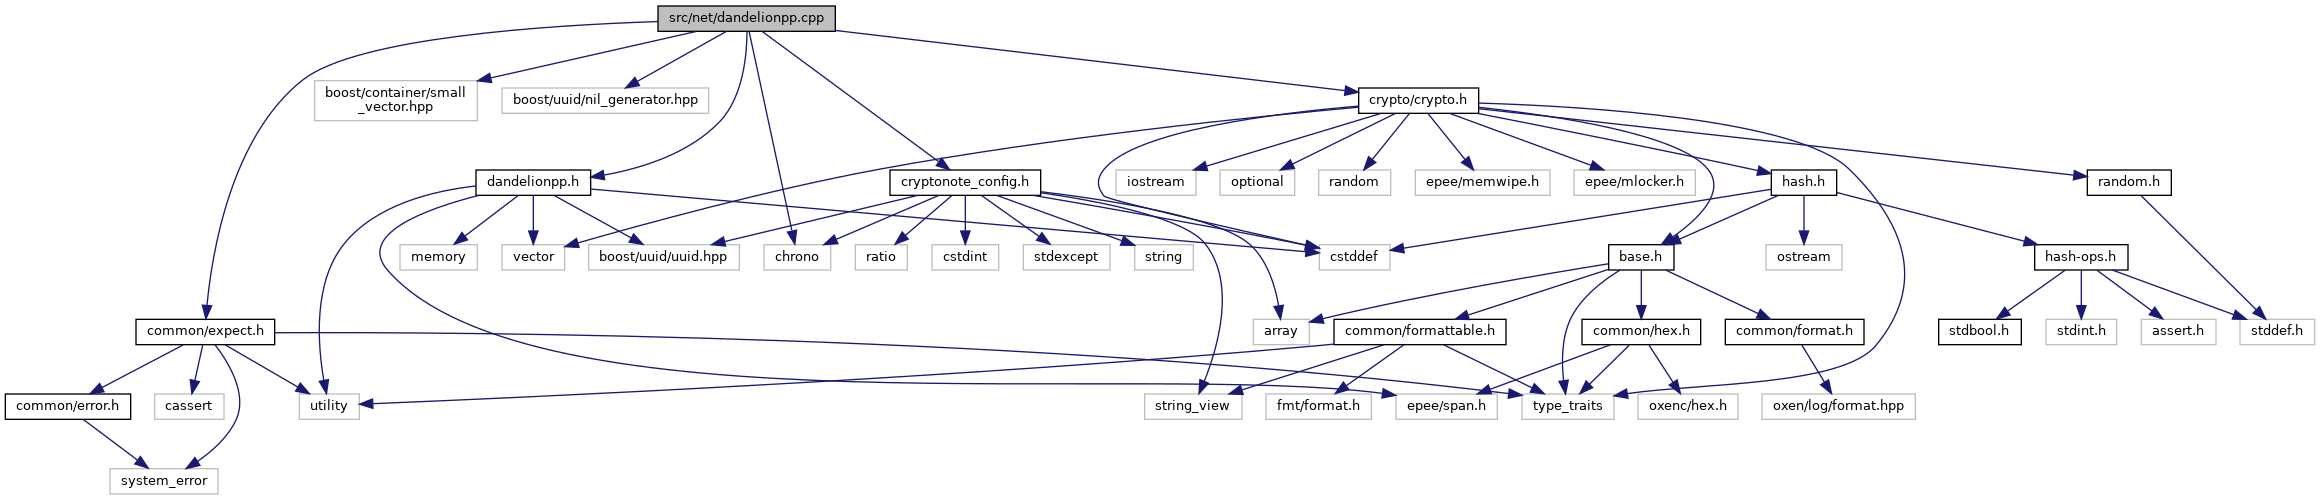 src/net/dandelionpp.cpp
boost/container/small
_vector.hpp
boost/uuid/nil_generator.hpp
crypto/crypto.h
dandelionpp.h
cryptonote_config.h
iostream
optional
random
epee/memwipe.h
epee/mlocker.h
hash.h
random.h
memory
vector
boost/uuid/uuid.hpp
chrono
ratio
cstdint
stdexcept
string
cstddef
base.h
ostream
hash-ops.h
common/expect.h
array
common/formattable.h
common/hex.h
common/format.h
stdbool.h
stdint.h
assert.h
stddef.h
common/error.h
cassert
utility
string_view
fmt/format.h
epee/span.h
type_traits
oxenc/hex.h
oxen/log/format.hpp
system_error